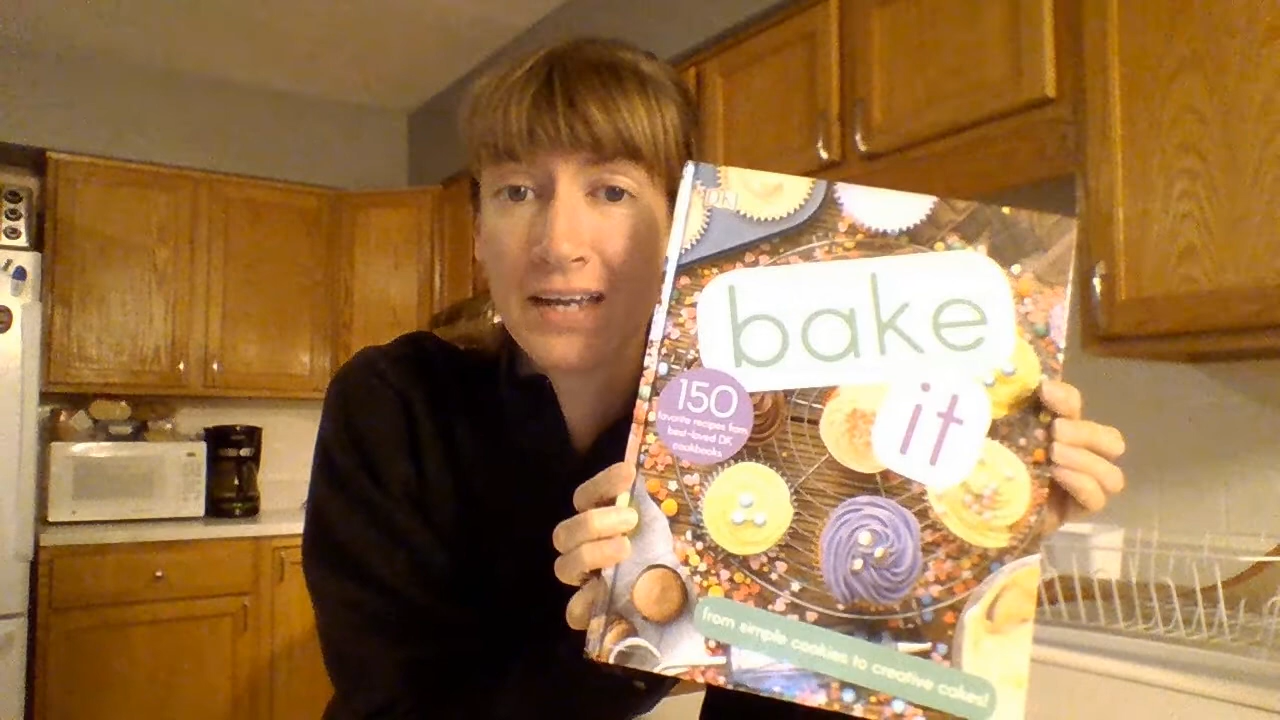 DK
bake
it
150
favorite recipes from
best-loved DK
cookbooks
from simple cookies to creative cakes!